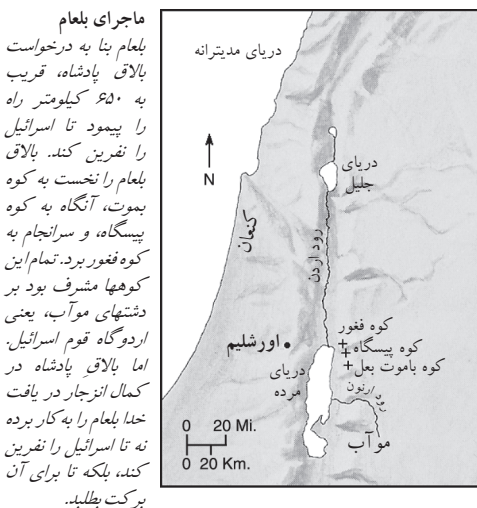 ماجرای بلعام
بلعام بنا به درخواست
بالاق پادشاه، قریب
به ۶۵۰ کیلومتر راه
را پیمود تا اسرائیل
را نفرین کند. بالاق
بلعام را نخست به کوه
بموت، آنگاه به کوه
پیسگاه، و سرانجام به
کوه فغور برد. تمام این
کوهها مشرف بود بر
دشتهای موآب، یعنی
اردوگاه قوم اسرائیل.
اما بالاق پادشاه در
کمال انزجار در یافت
خدا بلعام را به کار برده
نه تا اسرائیل را نفرین
کند، بلکه تا برای آن
برکت بطلبد.
دریای مدیترانه
N
دریای
جلیل
کنعان
رود اردن
کوه فغور
کوه پیسگاه
کوه باموت بعل
اورشلیم
دریای
مرده
رود ارنون
موآب
0 20 Mi.
0 20 Km.